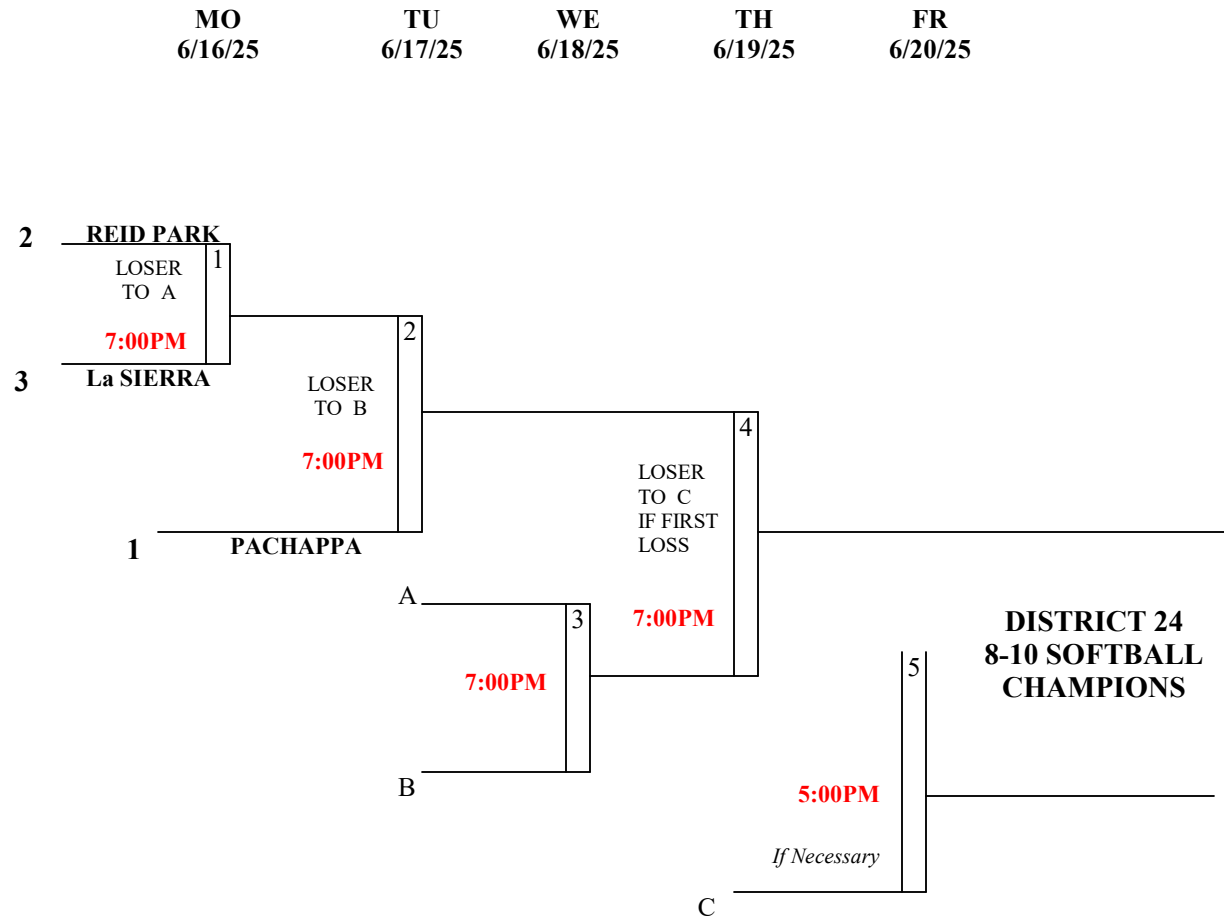 MO TU WE TH FR
6/16/25 6/17/25 6/18/25 6/19/25 6/20/25
2 REID PARK
1
LOSER
TO A
7:00PM
3 La SIERRA
2
LOSER
TO B
7:00PM
1 PACHAPPA
4
LOSER
TO C
IF FIRST
LOSS
7:00PM
A
3
7:00PM
B
DISTRICT 24
8-10 SOFTBALL
CHAMPIONS
5
5:00PM
If Necessary
C